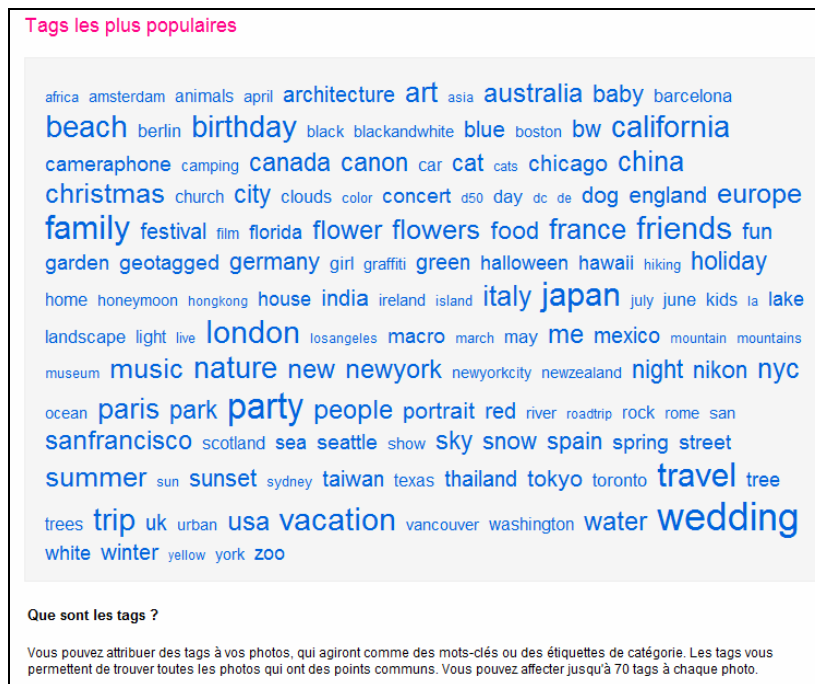 Tags les plus populaires
africa amsterdam animals april architecture art asia australia baby barcelona
beach berlin birthday black blackandwhite blue boston bw california
cameraphone camping canada canon car cat cats chicago china
christmas church city clouds color concert d50 day dc de dog england europe
family festival film florida flower flowers food france friends fun
garden geotagged germany girl graffiti green halloween hawaii hiking holiday
home honeymoon hongkong house india ireland island italy japan july june kids la lake
landscape light live london losangeles macro march may me mexico mountain mountains
museum music nature new newyork newyorkcity newzealand night nikon nyc
ocean paris park party people portrait red river roadtrip rock rome san
sanfrancisco scotland sea seattle show sky snow spain spring street
summer sun sunset sydney taiwan texas thailand tokyo toronto travel tree
trees trip uk urban usa vacation vancouver washington water wedding
white winter yellow york zoo
Que sont les tags ?
Vous pouvez attribuer des tags à vos photos, qui agiront comme des mots-clés ou des étiquettes de catégorie. Les tags vous
permettent de trouver toutes les photos qui ont des points communs. Vous pouvez affecter jusqu'à 70 tags à chaque photo.